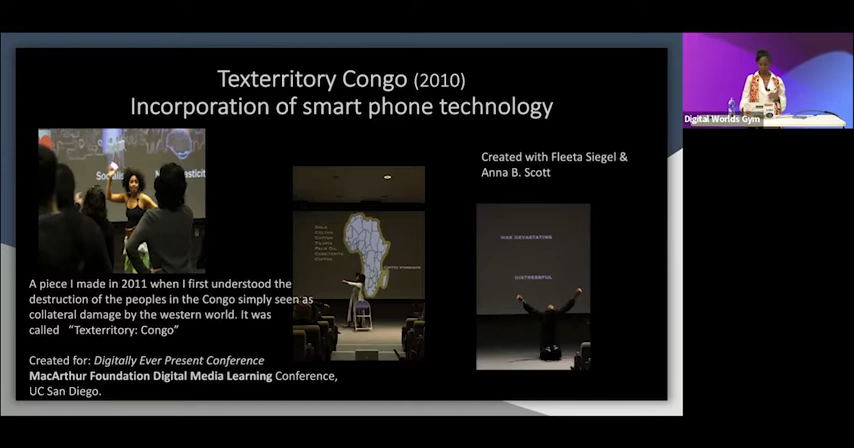 Texterritory Congo (2010)
Incorporation of smart phone technology
Digital Worlds Gym
Created with Fleeta Siegel &
Anna B. Scott
WAR DEVASTATING
DISTRESSFUL
A piece I made in 2011 when I first understood the
destruction of the peoples in the Congo simply seen as
collateral damage by the western world. It was
called "Texterritory: Congo"
Created for: Digitally Ever Present Conference
MacArthur Foundation Digital Media Learning Conference,
UC San Diego.